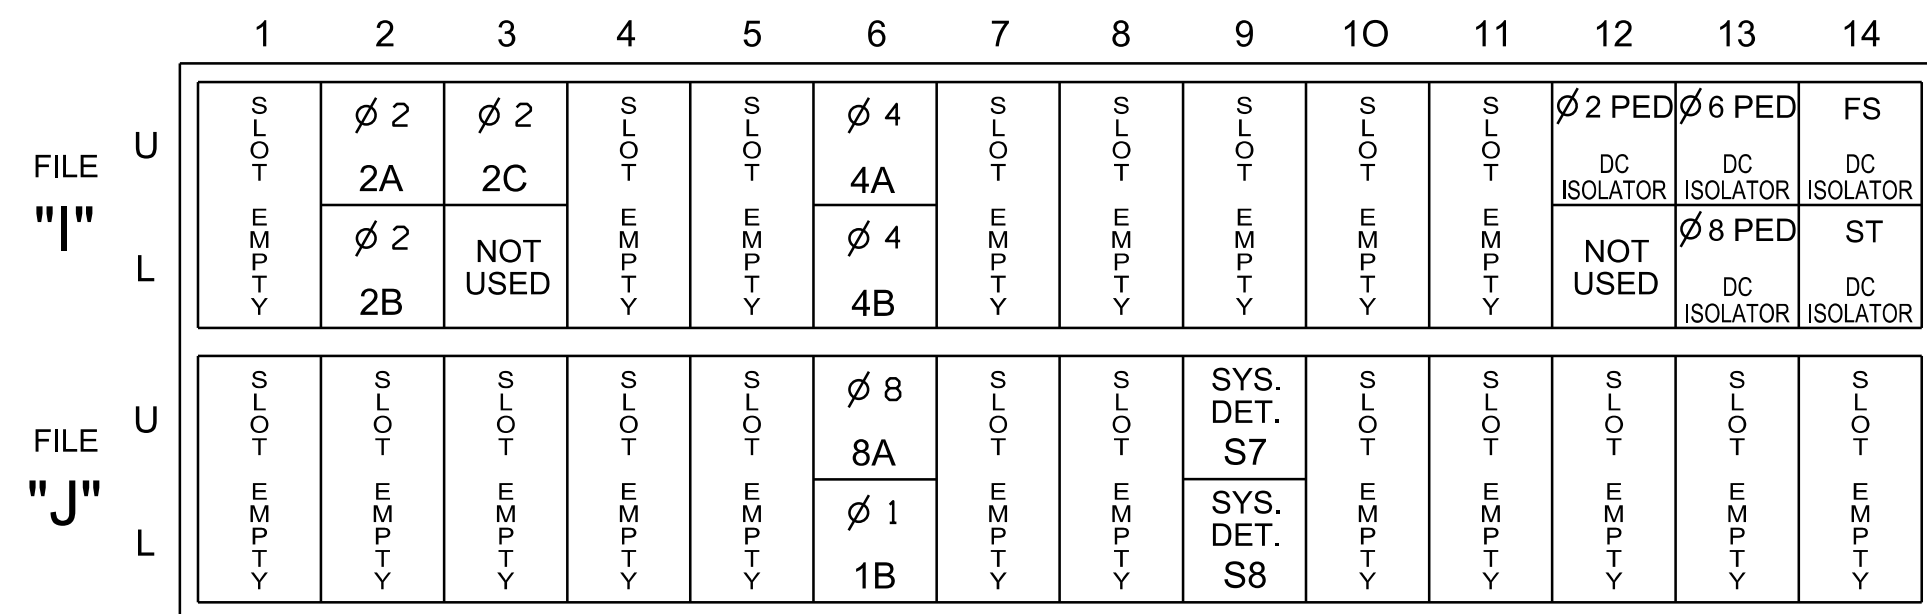 1 2 3 4 5 6 7 8 9 10 11 12 13 14
FILE "I"
U
L
SLOT EMPTY
Ø 2
2A
Ø 2
2B
Ø 2
2C
NOT
USED
SLOT EMPTY
SLOT EMPTY
Ø 4
4A
Ø 4
4B
SLOT EMPTY
SLOT EMPTY
SLOT EMPTY
SLOT EMPTY
SLOT EMPTY
Ø 2 PED
DC
ISOLATOR
NOT
USED
Ø 6 PED
DC
ISOLATOR
Ø 8 PED
DC
ISOLATOR
FS
DC
ISOLATOR
ST
DC
ISOLATOR
FILE "J"
U
L
SLOT EMPTY
SLOT EMPTY
SLOT EMPTY
SLOT EMPTY
SLOT EMPTY
Ø 8
8A
Ø 1
1B
SLOT EMPTY
SLOT EMPTY
SYS.
DET.
S7
SYS.
DET.
S8
SLOT EMPTY
SLOT EMPTY
SLOT EMPTY
SLOT EMPTY
SLOT EMPTY